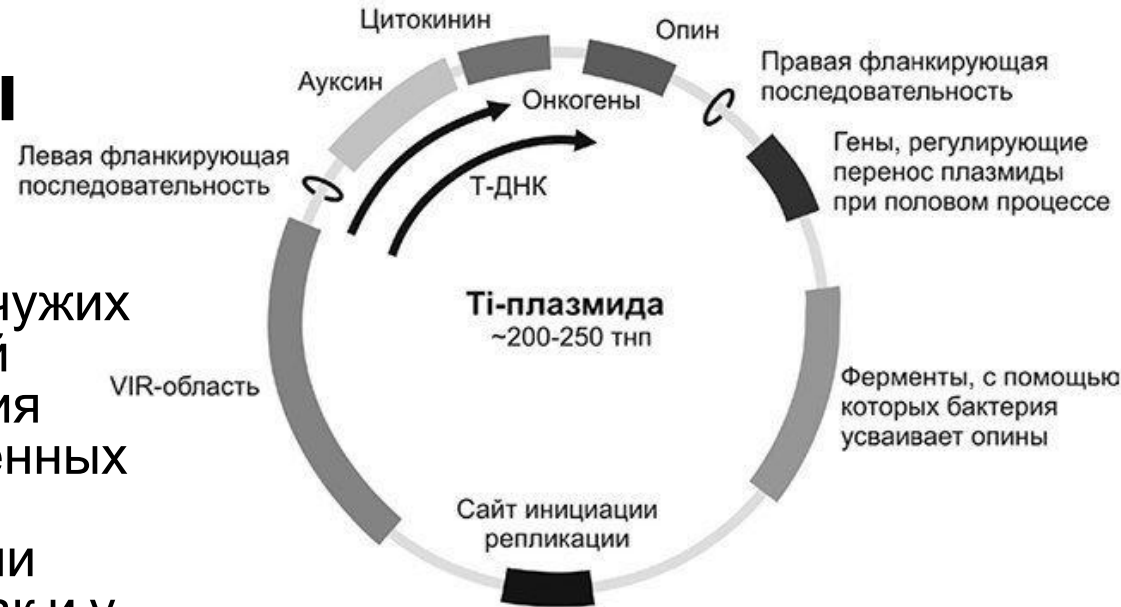 Цитокинин
Опин
Ауксин
Онкогены
Правая фланкирующая
последовательность
Левая фланкирующая
последовательность
Т-ДНК
Гены, регулирующие
перенос плазмиды
при половом процессе
Ti-плазмида
~200-250 тнп
VIR-область
Ферменты, с помощью
которых бактерия
усваивает опины
Сайт инициации
репликации
чужих